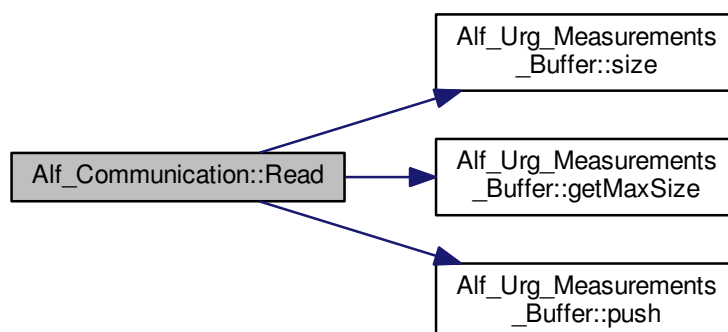 Alf_Urg_Measurements
_Buffer::size
Alf_Communication::Read
Alf_Urg_Measurements
_Buffer::getMaxSize
Alf_Urg_Measurements
_Buffer::push